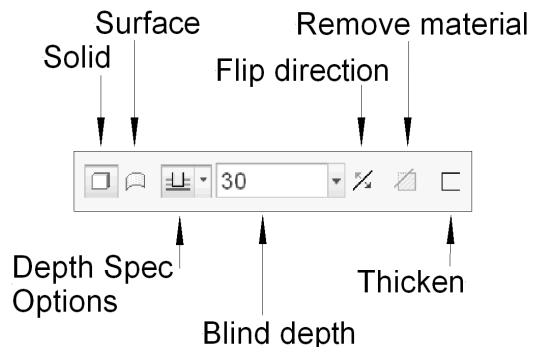 Surface
Remove material
Solid
Flip direction
30
Depth Spec
Options
Thicken
Blind depth